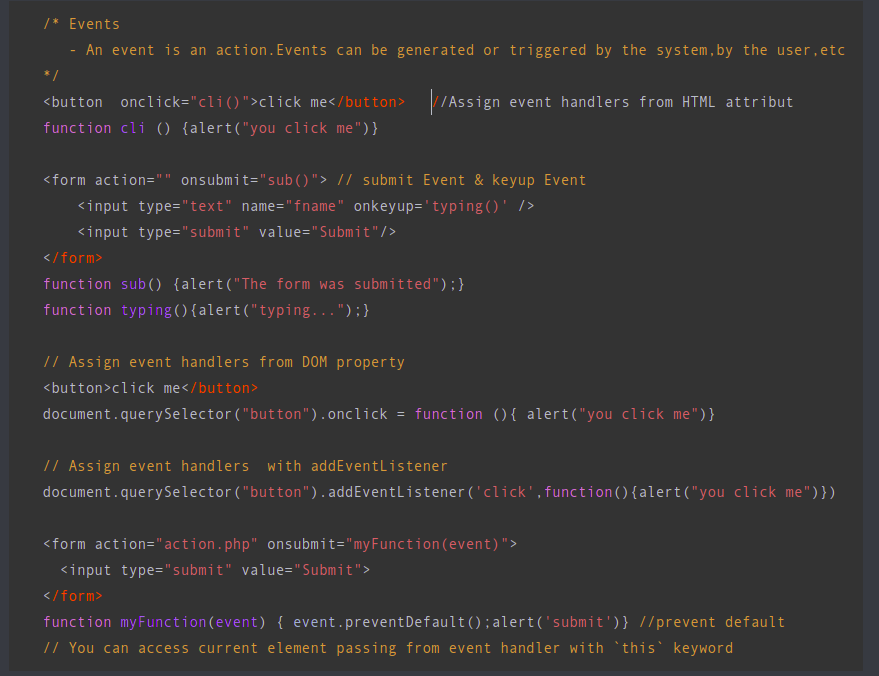 /* Events
- An event is an action.Events can be generated or triggered by the system,by the user,etc
*/
<button  onclick="cli()">click me</button>   //Assign event handlers from HTML attribut
function cli () {alert("you click me")}
<form action="" onsubmit="sub()"> // submit Event & keyup Event
<input type="text" name="fname" onkeyup='typing()' />
<input type="submit" value="Submit"/>
</form>
function sub() {alert("The form was submitted");}
function typing(){alert("typing...");}
// Assign event handlers from DOM property
<button>click me</button>
document.querySelector("button").onclick = function (){ alert("you click me")}
// Assign event handlers  with addEventListener
document.querySelector("button").addEventListener('click',function(){alert("you click me")})
<form action="action.php" onsubmit="myFunction(event)">
<input type="submit" value="Submit">
</form>
function myFunction(event) { event.preventDefault();alert('submit')} //prevent default
// You can access current element passing from event handler with `this` keyword